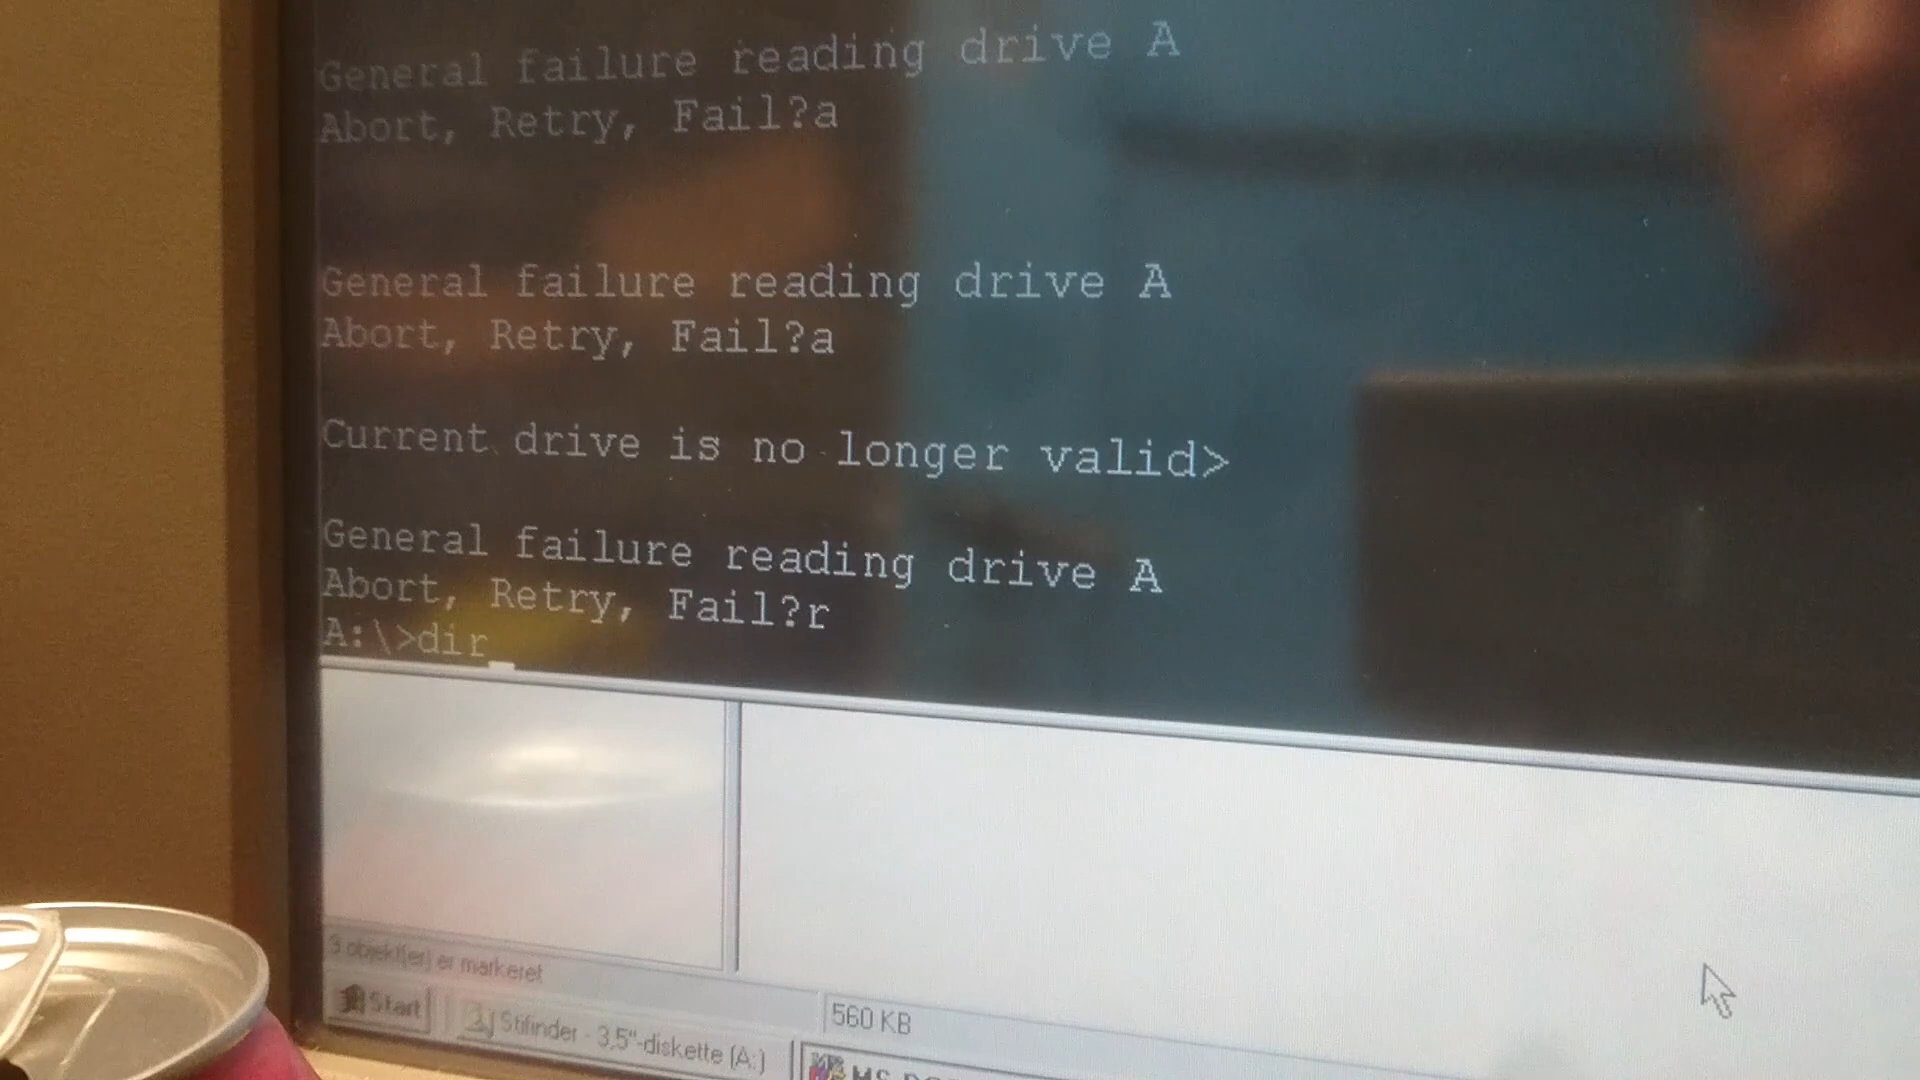 General failure reading drive A
Abort, Retry, Fail?a
General failure reading drive A
Abort, Retry, Fail?a
Current drive is no longer valid>
General failure reading drive A
Abort, Retry, Fail?r
A:\>dir_
objekt(er) er markeret
560 KB
Start
Stifinder - 3,5"-diskette (A:)